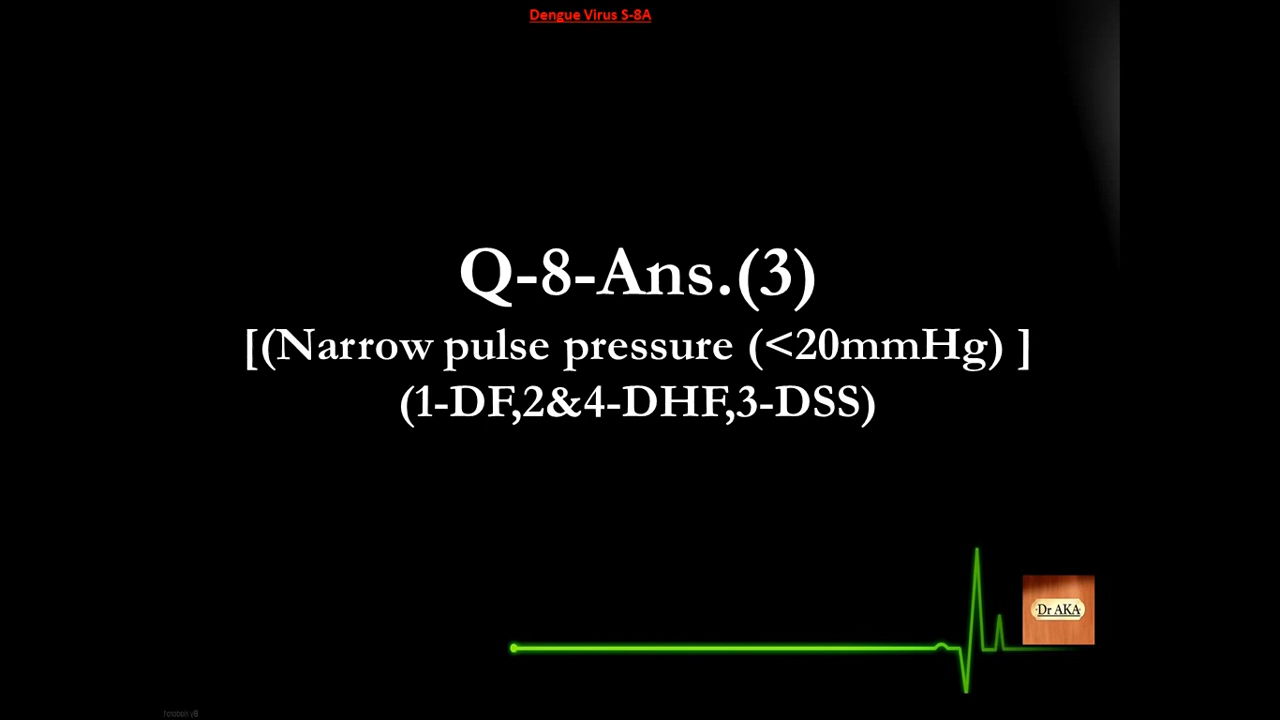 Dengue Virus S-8A
Q-8-Ans.(3)
[(Narrow pulse pressure (<20mmHg) ]
(1-DF,2&4-DHF,3-DSS)
Dr AKA